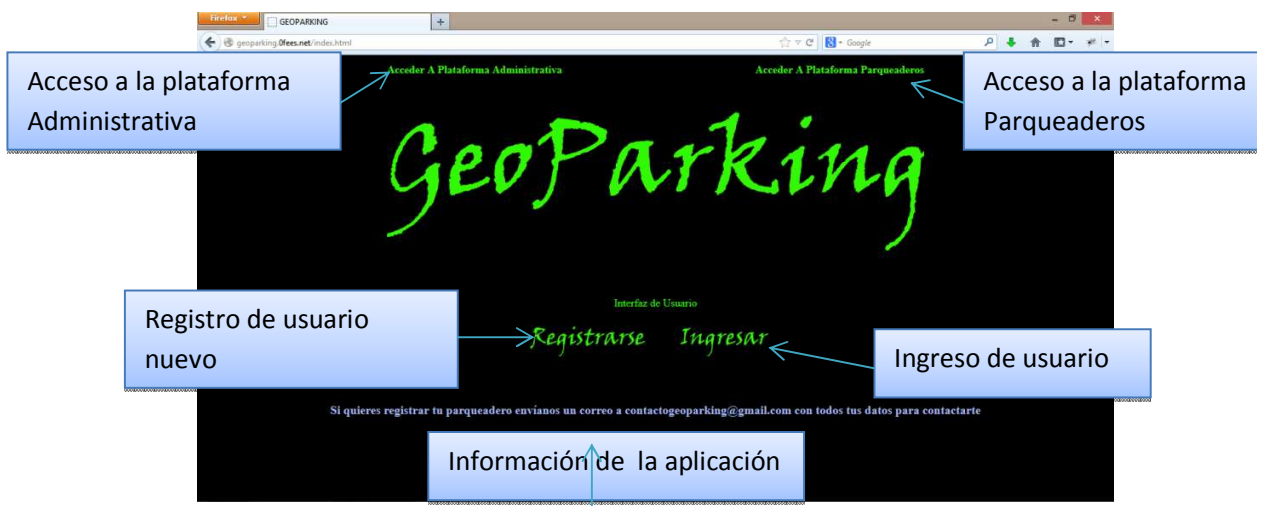 Firefox
GEOPARKING
geoparking.0fees.net/index.html
Google
Acceso a la plataforma
Administrativa
Acceder A Plataforma Administrativa
Acceder A Plataforma Parqueaderos
Acceso a la plataforma
Parqueaderos
GeoParking
Interfaz de Usuario
Registro de usuario
nuevo
Registrarse Ingresar
Ingreso de usuario
Si quieres registrar tu parqueadero envíanos un correo a contactogeoparking@gmail.com con todos tus datos para contactarte
Información de la aplicación